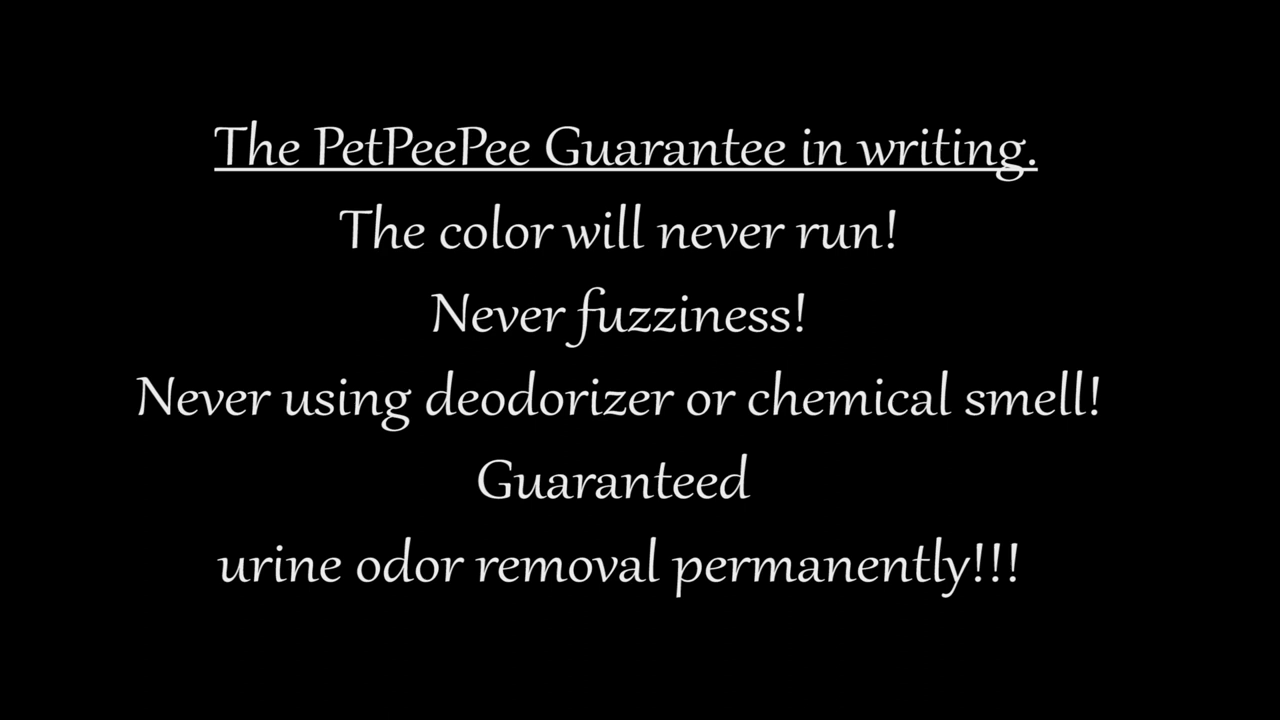 The PetPeePee Guarantee in writing.
The color will never run!
Never fuzziness!
Never using deodorizer or chemical smell!
Guaranteed
urine odor removal permanently!!!